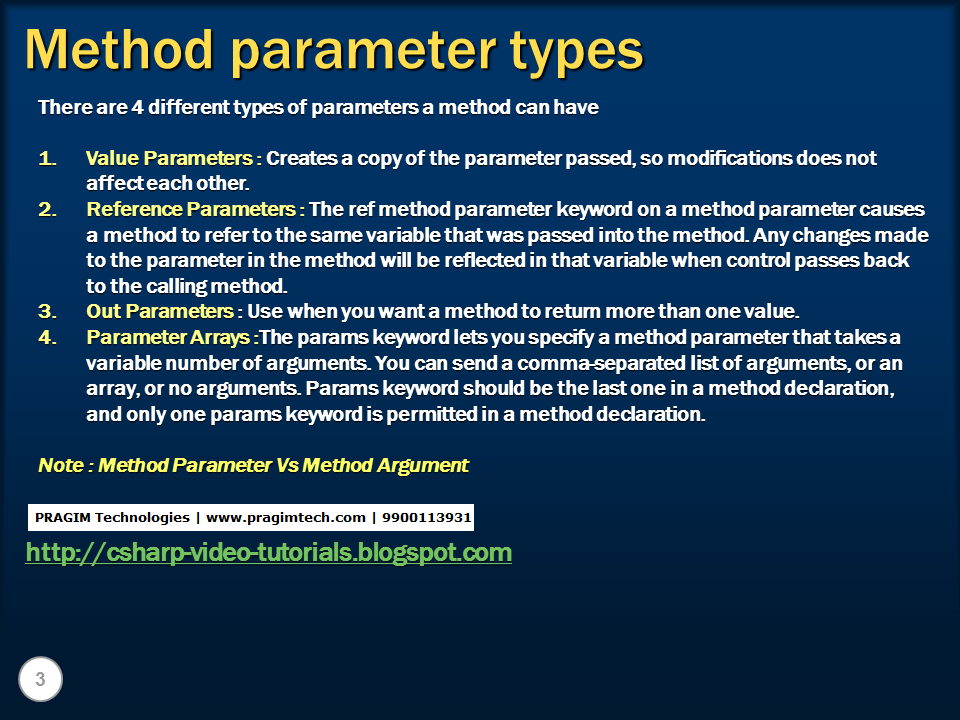 Method parameter types
There are 4 different types of parameters a method can have
1. Value Parameters : Creates a copy of the parameter passed, so modifications does not
affect each other.
2. Reference Parameters : The ref method parameter keyword on a method parameter causes
a method to refer to the same variable that was passed into the method. Any changes made
to the parameter in the method will be reflected in that variable when control passes back
to the calling method.
3. Out Parameters : Use when you want a method to return more than one value.
4. Parameter Arrays :The params keyword lets you specify a method parameter that takes a
variable number of arguments. You can send a comma-separated list of arguments, or an
array, or no arguments. Params keyword should be the last one in a method declaration,
and only one params keyword is permitted in a method declaration.
Note : Method Parameter Vs Method Argument
PRAGIM Technologies | www.pragimtech.com | 9900113931
http://csharp-video-tutorials.blogspot.com
3